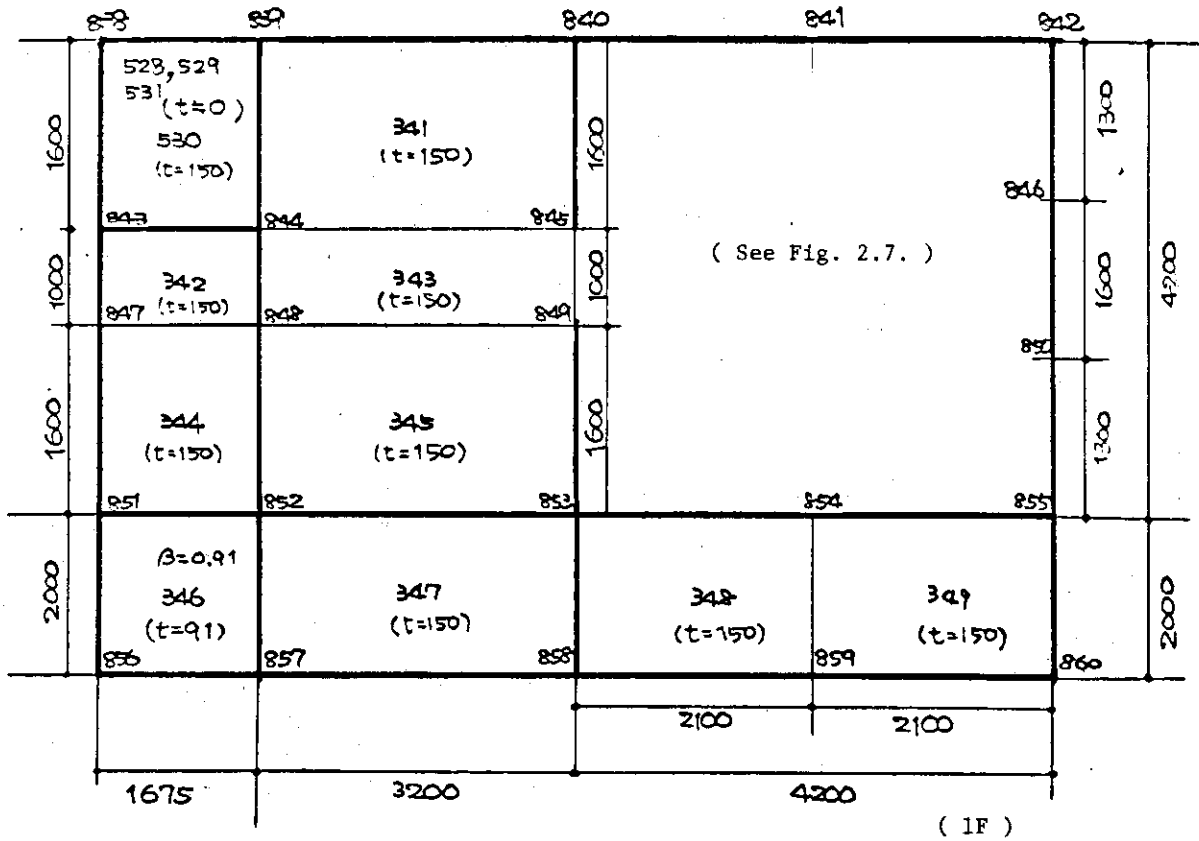 838 839 840 841 842
528,529
531 (t=0)
530
(t=150)
341
(t=150)
1600
1600
1300
846
843 844 845
( See Fig. 2.7. )
4200
342
(t=150)
343
(t=150)
1000
1000
1600
847 848 849
850
344
(t=150)
345
(t=150)
1600
1600
1300
851 852 853 854 855
β=0.91
346
(t=91)
347
(t=150)
348
(t=150)
349
(t=150)
2000
2000
856 857 858 859 860
2100 2100
1675 3200 4200
( 1F )